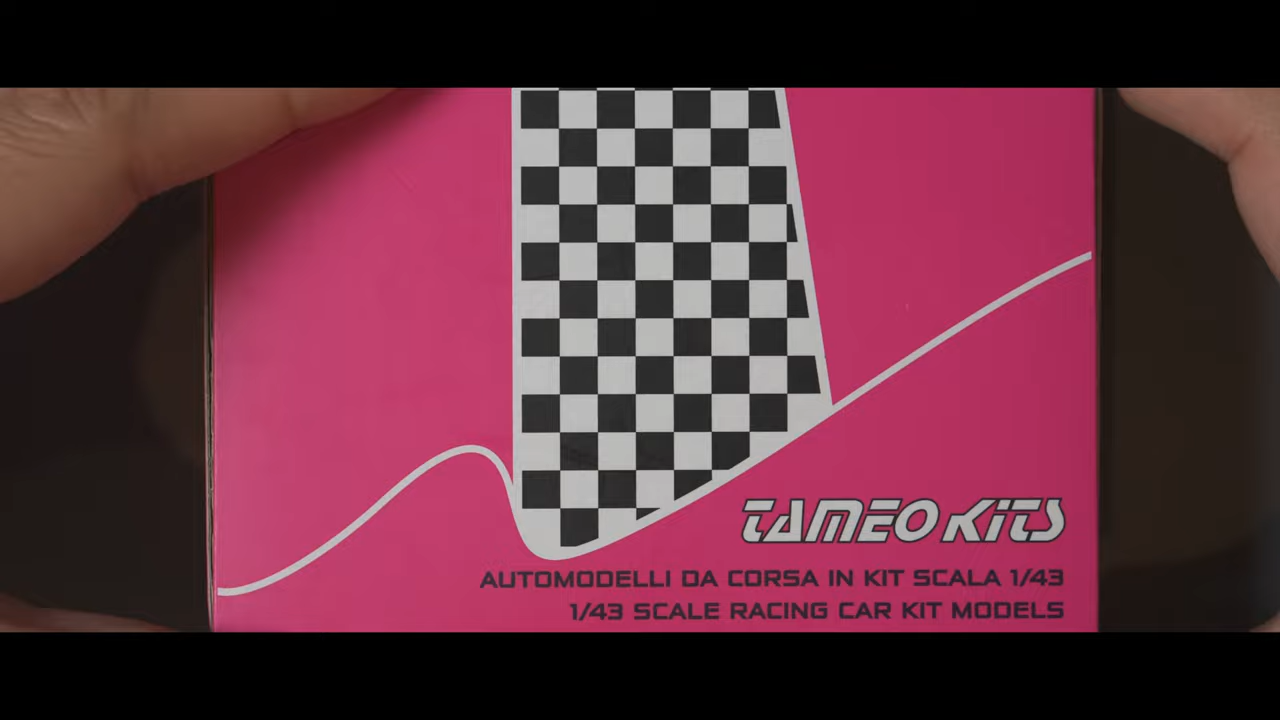 TAMEO KITS
AUTOMODELLI DA CORSA IN KIT SCALA 1/43
1/43 SCALE RACING CAR KIT MODELS